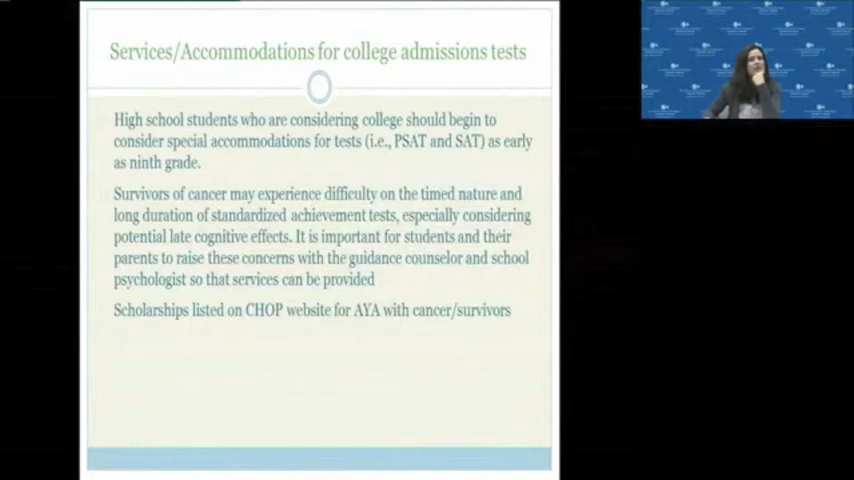 Services/Accommodations for college admissions tests
High school students who are considering college should begin to
consider special accommodations for tests (i.e., PSAT and SAT) as early
as ninth grade.
Survivors of cancer may experience difficulty on the timed nature and
long duration of standardized achievement tests, especially considering
potential late cognitive effects. It is important for students and their
parents to raise these concerns with the guidance counselor and school
psychologist so that services can be provided
Scholarships listed on CHOP website for AYA with cancer/survivors